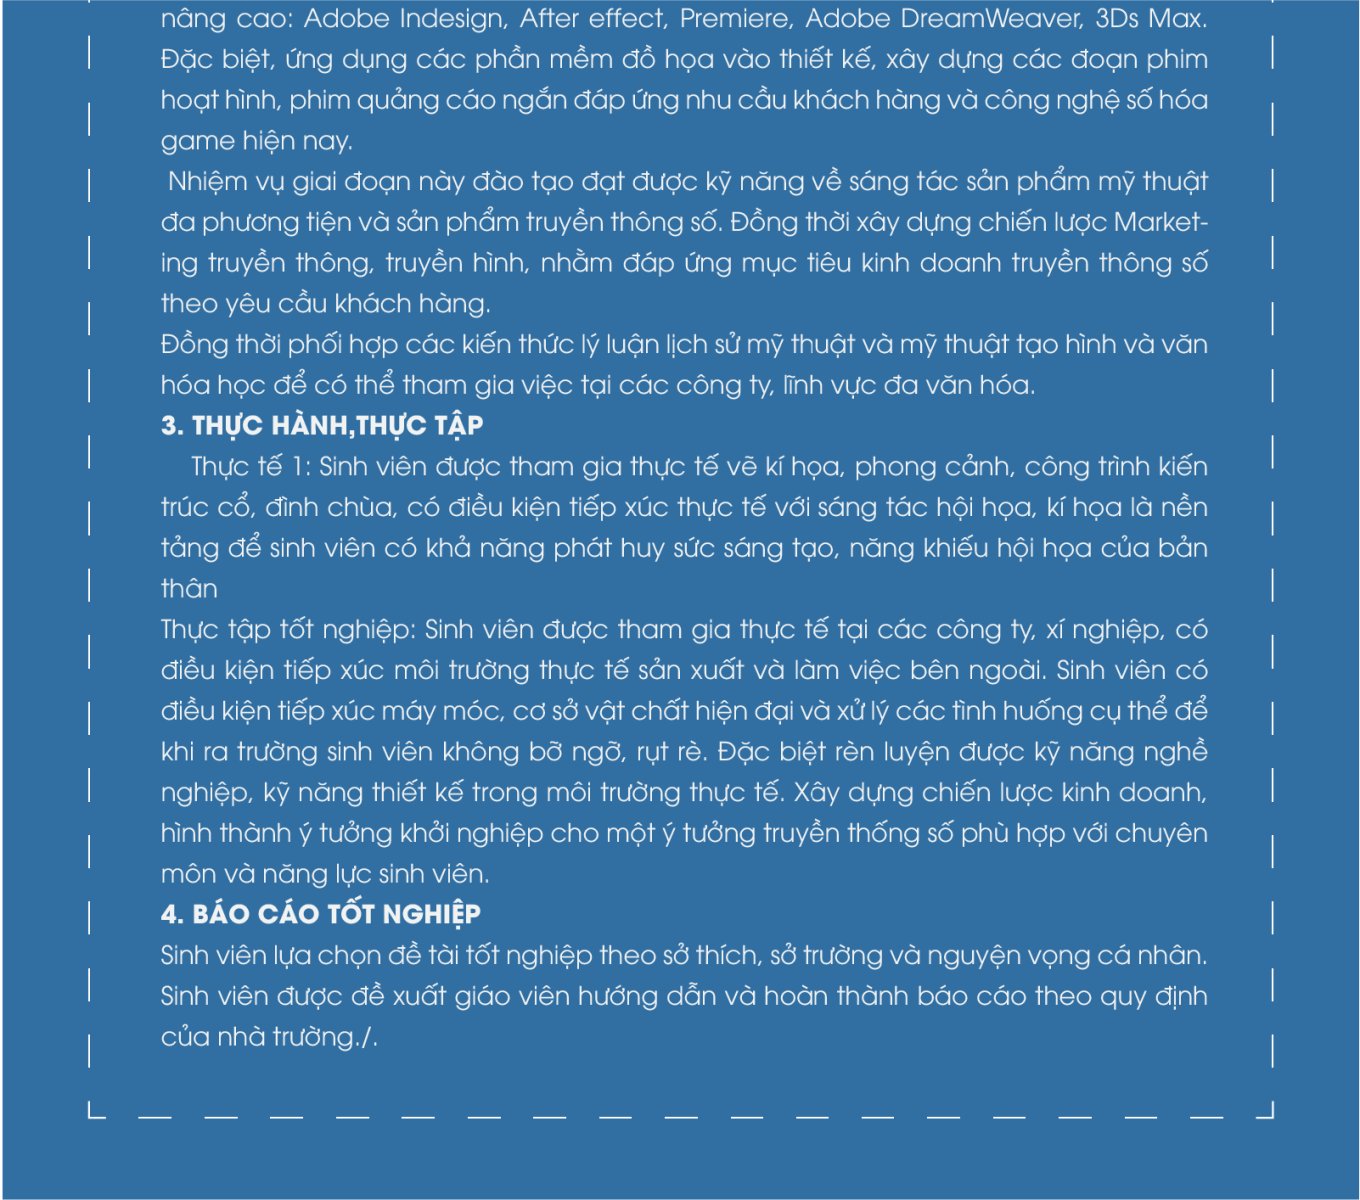 nâng cao: Adobe Indesign, After effect, Premiere, Adobe DreamWeaver, 3Ds Max.
Đặc biệt, ứng dụng các phần mềm đồ họa vào thiết kế, xây dựng các đoạn phim
hoạt hình, phim quảng cáo ngắn đáp ứng nhu cầu khách hàng và công nghệ số hóa
game hiện nay.
Nhiệm vụ giai đoạn này đào tạo đạt được kỹ năng về sáng tác sản phẩm mỹ thuật
đa phương tiện và sản phẩm truyền thông số. Đồng thời xây dựng chiến lược Market-
ing truyền thông, truyền hình, nhằm đáp ứng mục tiêu kinh doanh truyền thông số
theo yêu cầu khách hàng.
Đồng thời phối hợp các kiến thức lý luận lịch sử mỹ thuật và mỹ thuật tạo hình và văn
hóa học để có thể tham gia việc tại các công ty, lĩnh vực đa văn hóa.
3. THỰC HÀNH,THỰC TẬP
Thực tế 1: Sinh viên được tham gia thực tế vẽ kí họa, phong cảnh, công trình kiến
trúc cổ, đình chùa, có điều kiện tiếp xúc thực tế với sáng tác hội họa, kí họa là nền
tảng để sinh viên có khả năng phát huy sức sáng tạo, năng khiếu hội họa của bản
thân
Thực tập tốt nghiệp: Sinh viên được tham gia thực tế tại các công ty, xí nghiệp, có
điều kiện tiếp xúc môi trường thực tế sản xuất và làm việc bên ngoài. Sinh viên có
điều kiện tiếp xúc máy móc, cơ sở vật chất hiện đại và xử lý các tình huống cụ thể để
khi ra trường sinh viên không bỡ ngỡ, rụt rè. Đặc biệt rèn luyện được kỹ năng nghề
nghiệp, kỹ năng thiết kế trong môi trường thực tế. Xây dựng chiến lược kinh doanh,
hình thành ý tưởng khởi nghiệp cho một ý tưởng truyền thống số phù hợp với chuyên
môn và năng lực sinh viên.
4. BÁO CÁO TỐT NGHIỆP
Sinh viên lựa chọn đề tài tốt nghiệp theo sở thích, sở trường và nguyện vọng cá nhân.
Sinh viên được đề xuất giáo viên hướng dẫn và hoàn thành báo cáo theo quy định
của nhà trường./.